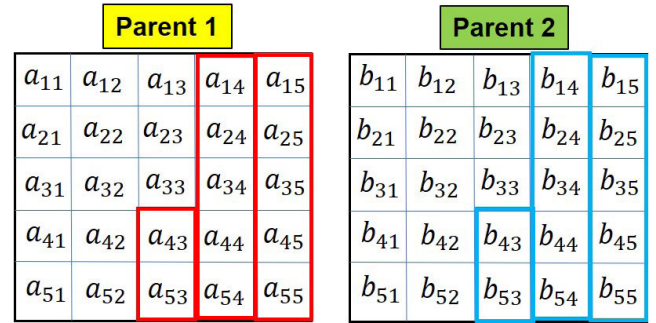 Parent 1 Parent 2
a₁₁ a₁₂ a₁₃ a₁₄ a₁₅ b₁₁ b₁₂ b₁₃ b₁₄ b₁₅
a₂₁ a₂₂ a₂₃ a₂₄ a₂₅ b₂₁ b₂₂ b₂₃ b₂₄ b₂₅
a₃₁ a₃₂ a₃₃ a₃₄ a₃₅ b₃₁ b₃₂ b₃₃ b₃₄ b₃₅
a₄₁ a₄₂ a₄₃ a₄₄ a₄₅ b₄₁ b₄₂ b₄₃ b₄₄ b₄₅
a₅₁ a₅₂ a₅₃ a₅₄ a₅₅ b₅₁ b₅₂ b₅₃ b₅₄ b₅₅